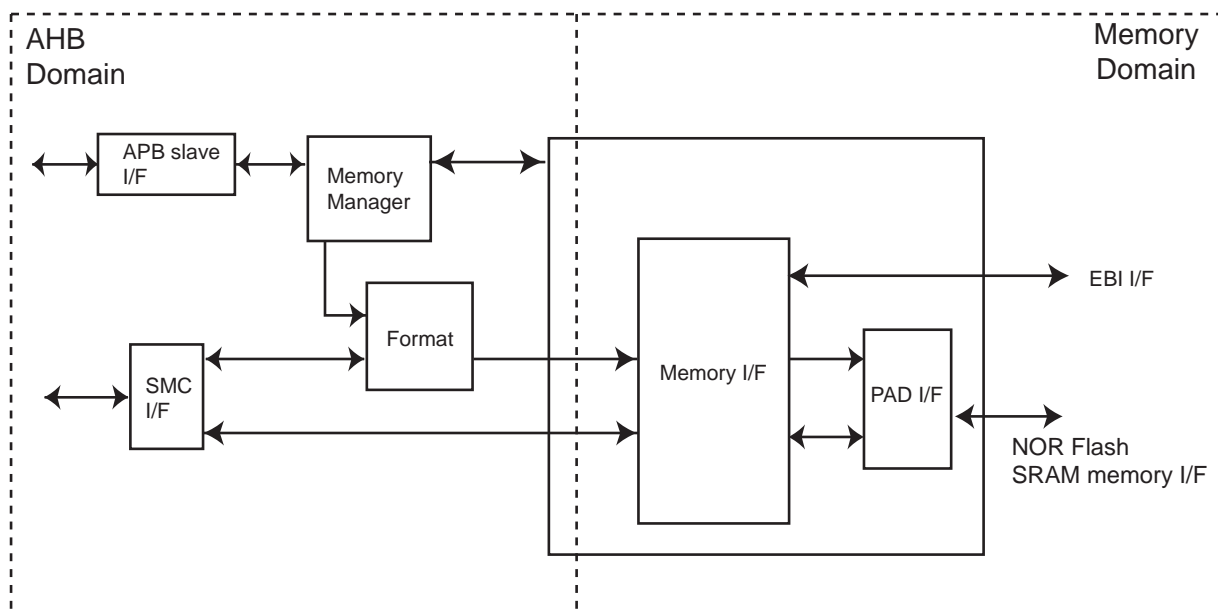 AHB
Domain
Memory
Domain
APB slave
I/F
Memory
Manager
EBI I/F
Format
Memory I/F
SMC
I/F
PAD I/F
NOR Flash
SRAM memory I/F